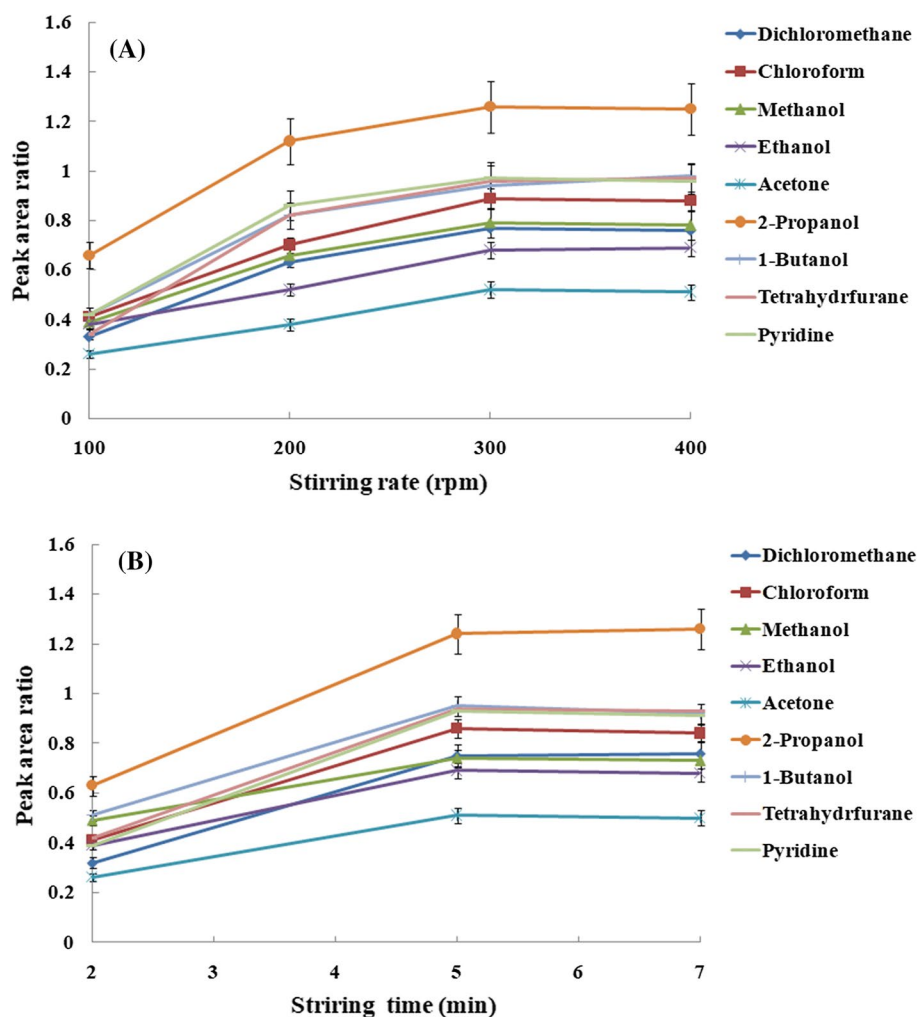 (A)
1.6
1.4
1.2
1
0.8
0.6
0.4
0.2
0
Peak area ratio
100 200 300 400
Stirring rate (rpm)
Dichloromethane
Chloroform
Methanol
Ethanol
Acetone
2-Propanol
1-Butanol
Tetrahydrfurane
Pyridine
(B)
1.6
1.4
1.2
1
0.8
0.6
0.4
0.2
0
Peak area ratio
2 3 4 5 6 7
Striring time (min)
Dichloromethane
Chloroform
Methanol
Ethanol
Acetone
2-Propanol
1-Butanol
Tetrahydrfurane
Pyridine